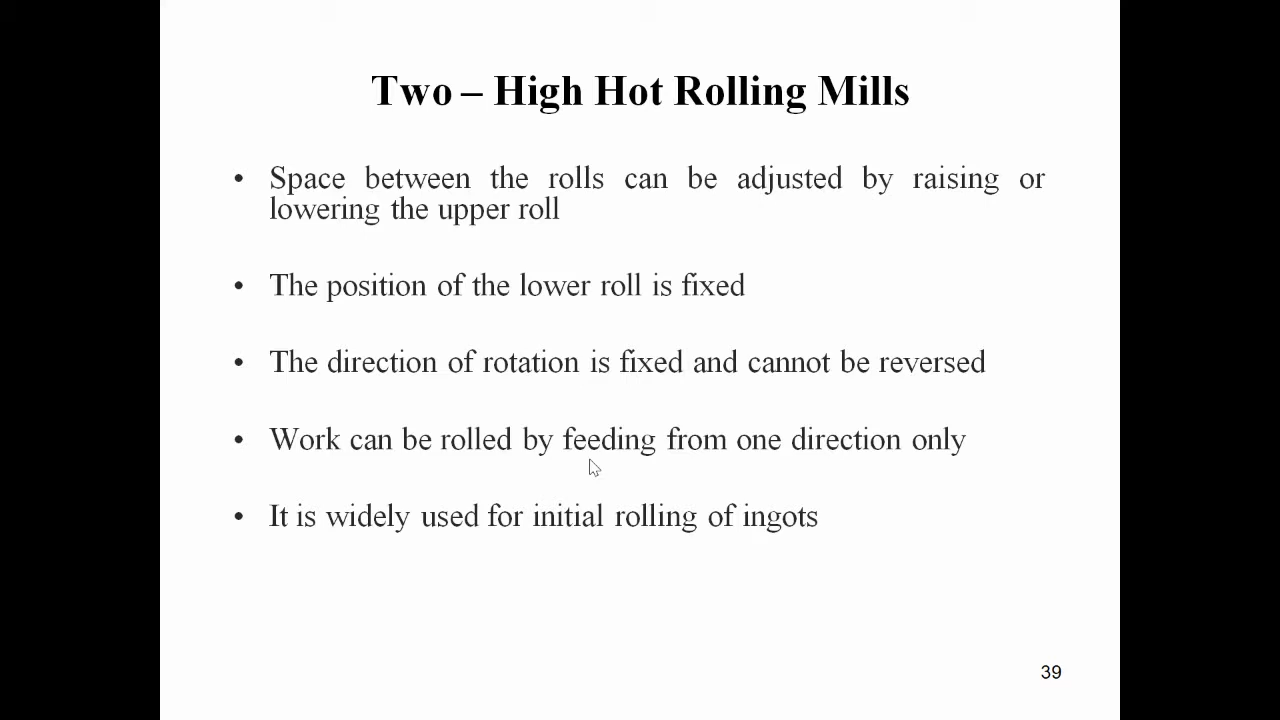 Two – High Hot Rolling Mills
• Space between the rolls can be adjusted by raising or
lowering the upper roll
• The position of the lower roll is fixed
• The direction of rotation is fixed and cannot be reversed
• Work can be rolled by feeding from one direction only
• It is widely used for initial rolling of ingots
39